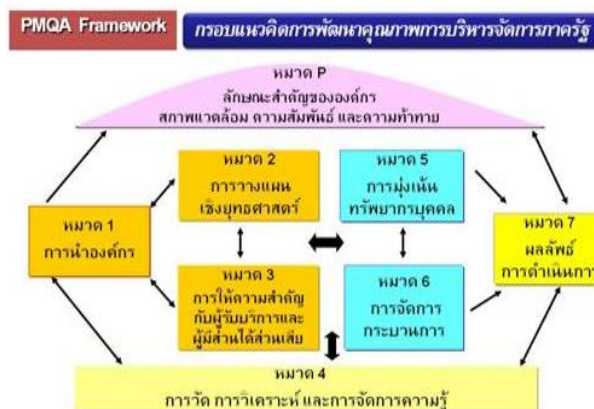 PMQA Framework
กรอบแนวคิดการพัฒนาคุณภาพการบริหารจัดการภาครัฐ
หมวด P
ลักษณะสำคัญขององค์กร
สภาพแวดล้อม ความสัมพันธ์ และความท้าทาย
หมวด 1
การนำองค์กร
หมวด 2
การวางแผน
เชิงยุทธศาสตร์
หมวด 3
การให้ความสำคัญ
กับผู้รับบริการและ
ผู้มีส่วนได้ส่วนเสีย
หมวด 5
การมุ่งเน้น
ทรัพยากรบุคคล
หมวด 6
การจัดการ
กระบวนการ
หมวด 7
ผลลัพธ์
การดำเนินการ
หมวด 4
การวัด การวิเคราะห์ และการจัดการความรู้